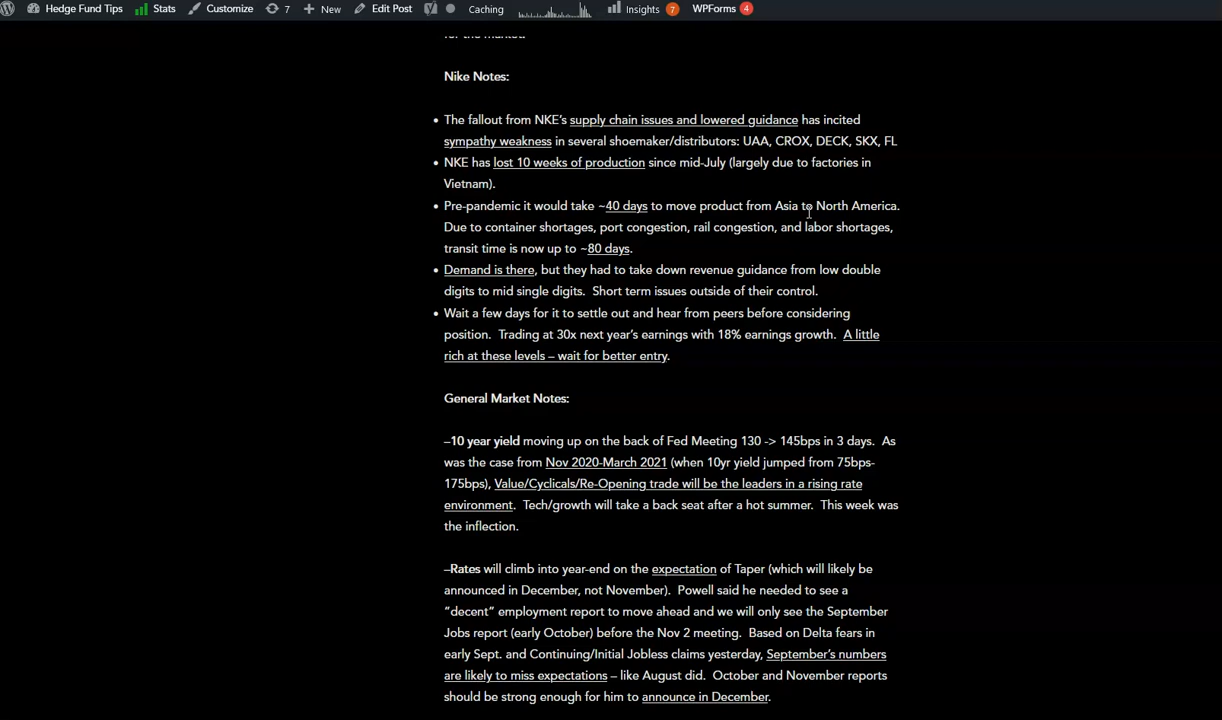 Hedge Fund Tips Stats Customize 7 New Edit Post Caching Insights 7 WPForms 4
for the market.
Nike Notes:
• The fallout from NKE's supply chain issues and lowered guidance has incited
sympathy weakness in several shoemaker/distributors: UAA, CROX, DECK, SKX, FL
• NKE has lost 10 weeks of production since mid-July (largely due to factories in
Vietnam).
• Pre-pandemic it would take ~40 days to move product from Asia to North America.
Due to container shortages, port congestion, rail congestion, and labor shortages,
transit time is now up to ~80 days.
• Demand is there, but they had to take down revenue guidance from low double
digits to mid single digits. Short term issues outside of their control.
• Wait a few days for it to settle out and hear from peers before considering
position. Trading at 30x next year's earnings with 18% earnings growth. A little
rich at these levels – wait for better entry.
General Market Notes:
–10 year yield moving up on the back of Fed Meeting 130 -> 145bps in 3 days. As
was the case from Nov 2020-March 2021 (when 10yr yield jumped from 75bps-
175bps), Value/Cyclicals/Re-Opening trade will be the leaders in a rising rate
environment. Tech/growth will take a back seat after a hot summer. This week was
the inflection.
–Rates will climb into year-end on the expectation of Taper (which will likely be
announced in December, not November). Powell said he needed to see a
“decent” employment report to move ahead and we will only see the September
Jobs report (early October) before the Nov 2 meeting. Based on Delta fears in
early Sept. and Continuing/Initial Jobless claims yesterday, September's numbers
are likely to miss expectations – like August did. October and November reports
should be strong enough for him to announce in December.